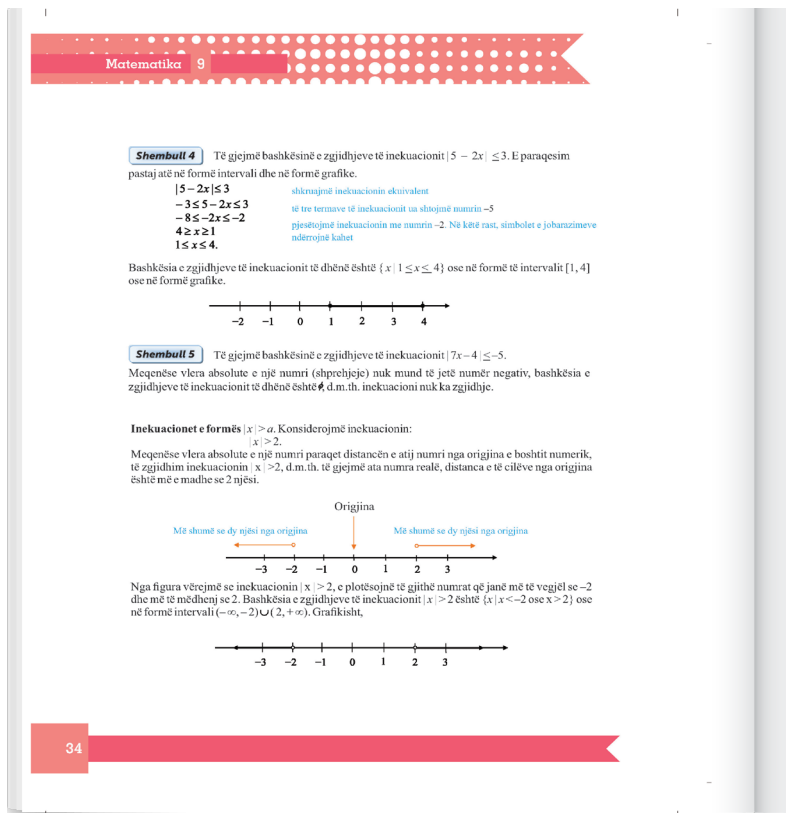 Matematika 9
Shembull 4 Të gjejmë bashkësinë e zgjidhjeve të inekuacionit | 5 – 2x | ≤ 3. E paraqesim
pastaj atë në formë intervali dhe në formë grafike.
|5 – 2x| ≤ 3 shkruajmë inekuacionin ekuivalent
– 3 ≤ 5 – 2x ≤ 3 të tre termave të inekuacionit ua shtojmë numrin –5
– 8 ≤ –2x ≤ –2 pjesëtojmë inekuacionin me numrin –2. Në këtë rast, simbolet e jobarazimeve
4 ≥ x ≥ 1 ndërrojnë kahet
1 ≤ x ≤ 4.
Bashkësia e zgjidhjeve të inekuacionit të dhënë është { x | 1 ≤ x ≤ 4} ose në formë të intervalit [1, 4]
ose në formë grafike.
–2 –1 0 1 2 3 4
Shembull 5 Të gjejmë bashkësinë e zgjidhjeve të inekuacionit | 7x – 4 | ≤ –5.
Meqenëse vlera absolute e një numri (shprehjeje) nuk mund të jetë numër negativ, bashkësia e
zgjidhjeve të inekuacionit të dhënë është ∅, d.m.th. inekuacioni nuk ka zgjidhje.
Inekuacionet e formës | x | > a. Konsiderojmë inekuacionin:
| x | > 2.
Meqenëse vlera absolute e një numri paraqet distancën e atij numri nga origjina e boshtit numerik,
të zgjidhim inekuacionin | x | >2, d.m.th. të gjejmë ata numra realë, distanca e të cilëve nga origjina
është më e madhe se 2 njësi.
Origjina
Më shumë se dy njësi nga origjina Më shumë se dy njësi nga origjina
–3 –2 –1 0 1 2 3
Nga figura vërejmë se inekuacionin | x | > 2, e plotësojnë të gjithë numrat që janë më të vegjël se –2
dhe më të mëdhenj se 2. Bashkësia e zgjidhjeve të inekuacionit | x | > 2 është {x | x < –2 ose x > 2} ose
në formë intervali (– ∞, – 2) ∪ ( 2, + ∞). Grafikisht,
–3 –2 –1 0 1 2 3
34